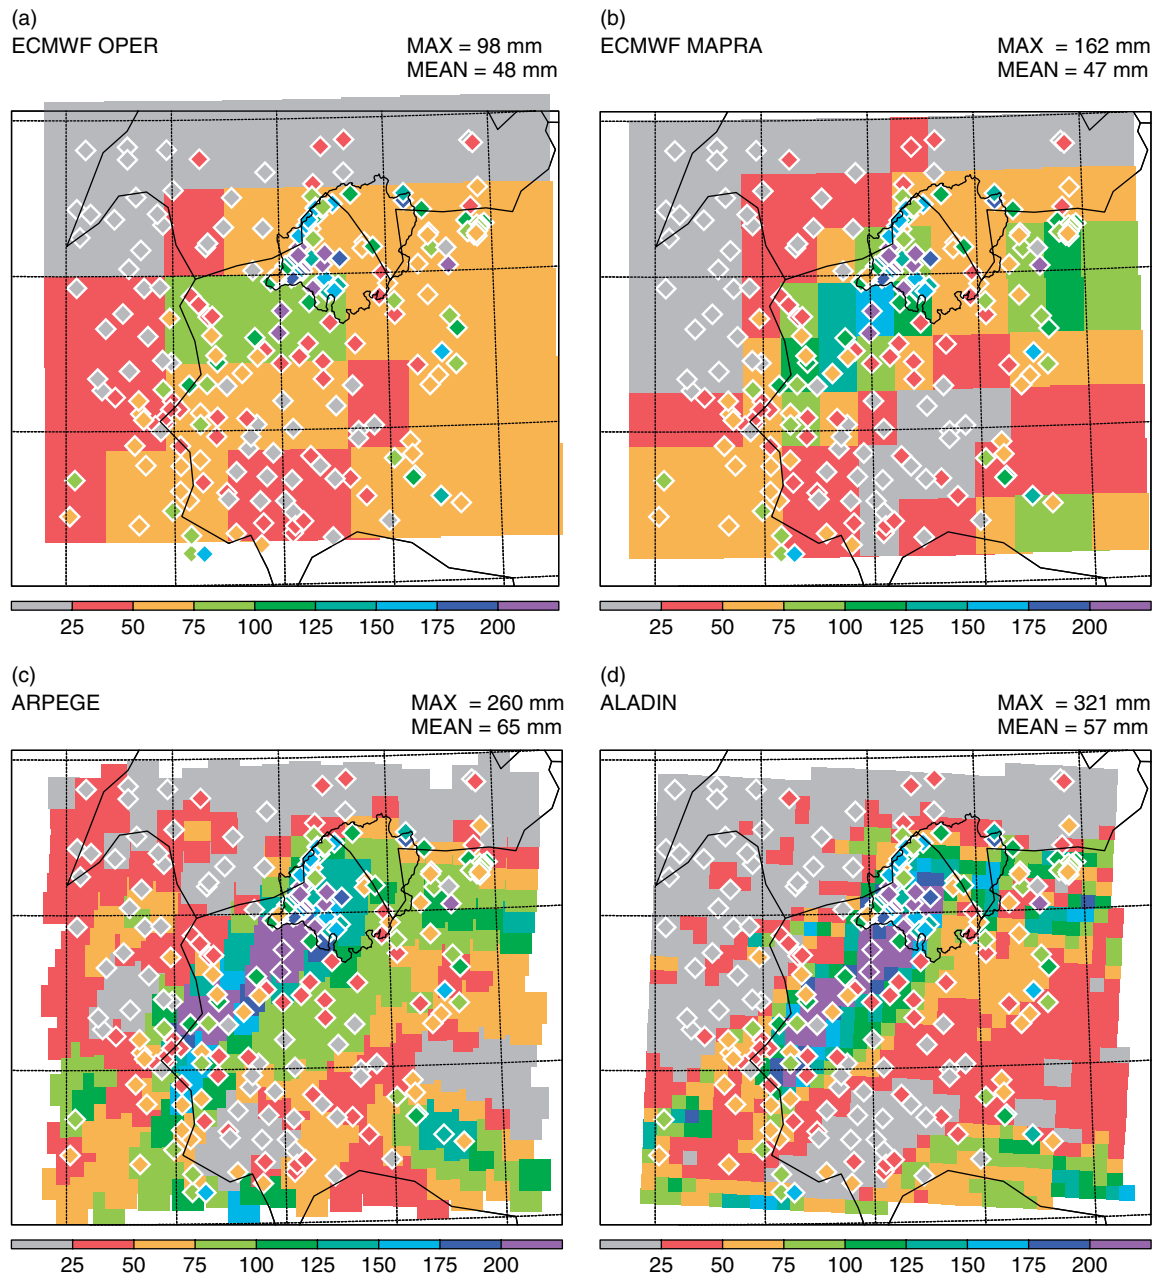 (a)
ECMWF OPER
MAX = 98 mm
MEAN = 48 mm
25 50 75 100 125 150 175 200
(b)
ECMWF MAPRA
MAX = 162 mm
MEAN = 47 mm
25 50 75 100 125 150 175 200
(c)
ARPEGE
MAX = 260 mm
MEAN = 65 mm
25 50 75 100 125 150 175 200
(d)
ALADIN
MAX = 321 mm
MEAN = 57 mm
25 50 75 100 125 150 175 200